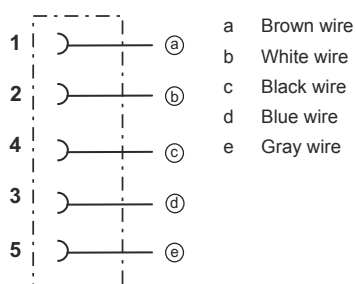 1 ⓐ
2 ⓑ
4 ⓒ
3 ⓓ
5 ⓔ
a Brown wire
b White wire
c Black wire
d Blue wire
e Gray wire